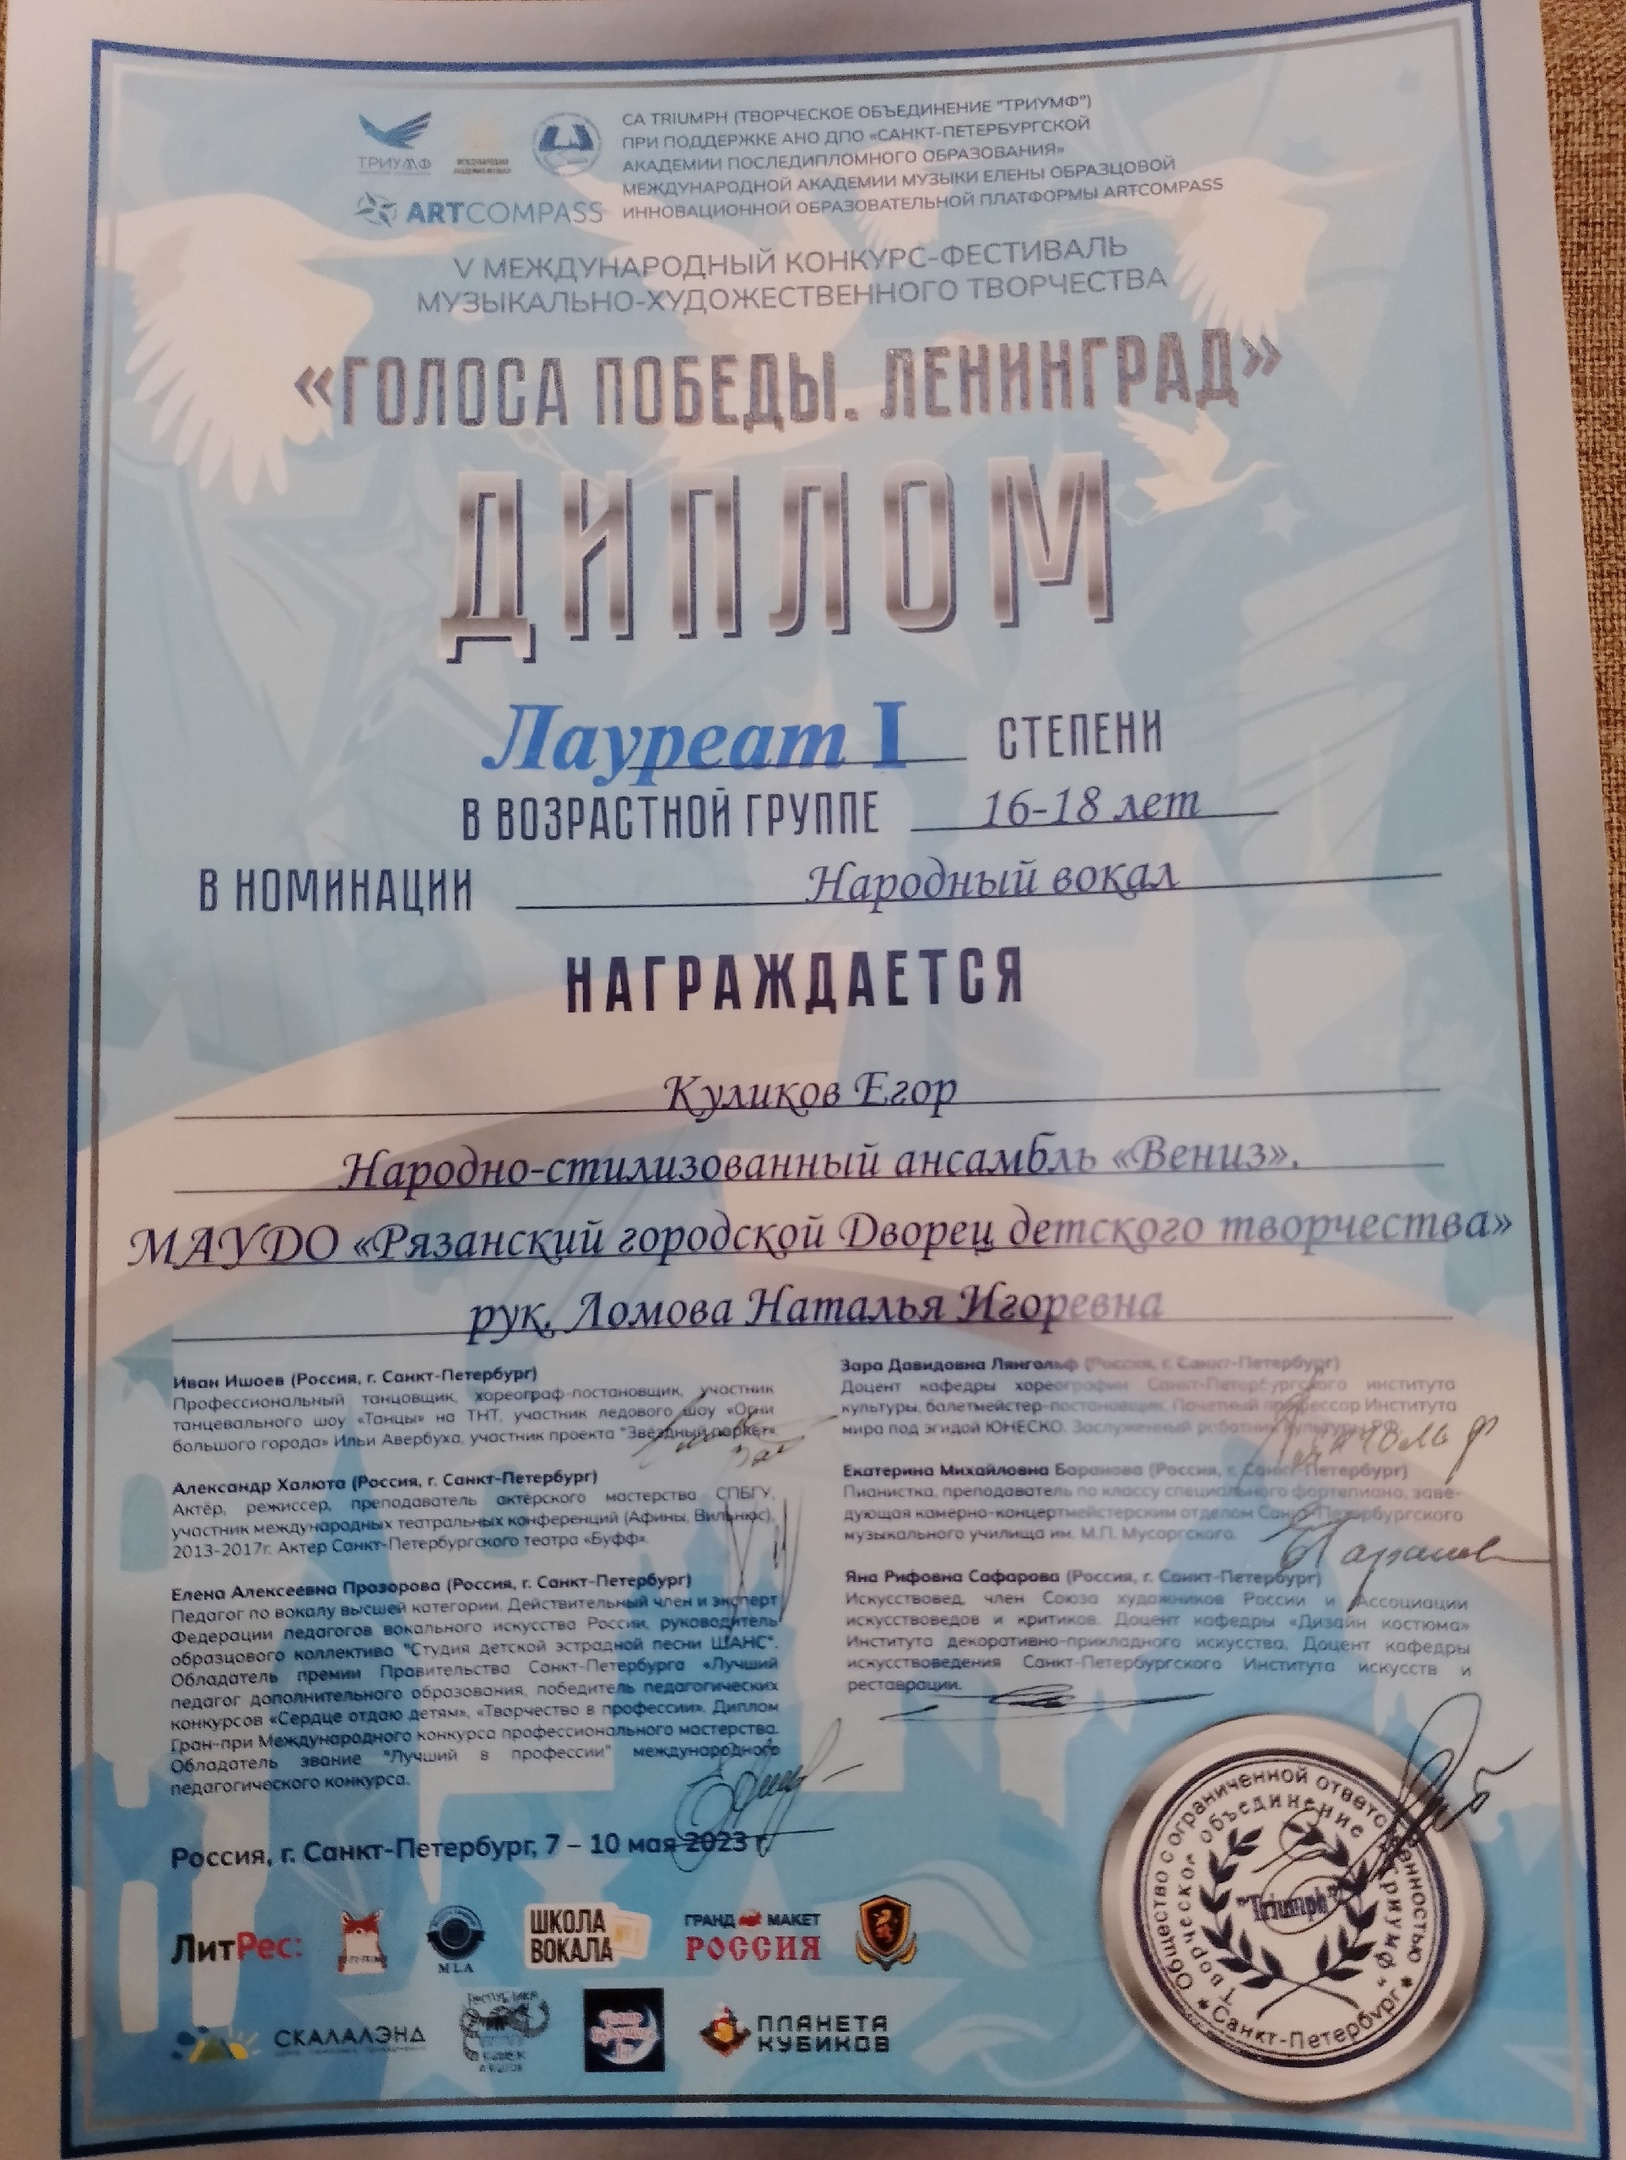 СА TRIUMPH (ТВОРЧЕСКОЕ ОБЪЕДИНЕНИЕ "ТРИУМФ")
ПРИ ПОДДЕРЖКЕ АНО ДПО «САНКТ-ПЕТЕРБУРГСКОЙ
АКАДЕМИИ ПОСЛЕДИПЛОМНОГО ОБРАЗОВАНИЯ»
МЕЖДУНАРОДНОЙ АКАДЕМИИ МУЗЫКИ ЕЛЕНЫ ОБРАЗЦОВОЙ
ИННОВАЦИОННОЙ ОБРАЗОВАТЕЛЬНОЙ ПЛАТФОРМЫ ARTCOMPASS
ТРИУМФ
МЕЖДУНАРОДНАЯ
АКАДЕМИЯ МУЗЫКИ
ARTCOMPASS
V МЕЖДУНАРОДНЫЙ КОНКУРС-ФЕСТИВАЛЬ
МУЗЫКАЛЬНО-ХУДОЖЕСТВЕННОГО ТВОРЧЕСТВА
«ГОЛОСА ПОБЕДЫ. ЛЕНИНГРАД»
ДИПЛОМ
Лауреат I СТЕПЕНИ
В ВОЗРАСТНОЙ ГРУППЕ 16-18 лет
В НОМИНАЦИИ Народный вокал
НАГРАЖДАЕТСЯ
Куликов Егор
Народно-стилизованный ансамбль «Вениз».
МАУДО «Рязанский городской Дворец детского творчества»
рук. Ломова Наталья Игоревна
Иван Ишоев (Россия, г. Санкт-Петербург)
Профессиональный танцовщик, хореограф-постановщик, участник
танцевального шоу «Танцы» на ТНТ, участник ледового шоу «Огни
большого города» Ильи Авербуха, участник проекта "Звёздный паркет»
Александр Халюта (Россия, г. Санкт-Петербург)
Актёр, режиссер, преподаватель актёрского мастерства СПБГУ,
участник международных театральных конференций (Афины, Вильнюс),
2013-2017г. Актер Санкт-Петербургского театра «Буфф».
Елена Алексеевна Прозорова (Россия, г. Санкт-Петербург)
Педагог по вокалу высшей категории. Действительный член и эксперт
Федерации педагогов вокального искусства России, руководитель
образцового коллектива "Студия детской эстрадной песни ШАНС".
Обладатель премии Правительства Санкт-Петербурга «Лучший
педагог дополнительного образования, победитель педагогических
конкурсов «Сердце отдаю детям», «Творчество в профессии». Диплом
Гран-при Международного конкурса профессионального мастерства.
Обладатель звание "Лучший в профессии" международного
педагогического конкурса.
Зара Давидовна Лянгольф (Россия, г. Санкт-Петербург)
Доцент кафедры хореографии Санкт-Петербургского института
культуры, балетмейстер-постановщик. Почетный профессор Института
мира под эгидой ЮНЕСКО. Заслуженный работник культуры РФ.
Лянгольф
Екатерина Михайловна Баранова (Россия, г. Санкт-Петербург)
Пианистка, преподаватель по классу специального фортепиано, заве-
дующая камерно-концертмейстерским отделом Санкт-Петербургского
музыкального училища им. М.П. Мусоргского.
Яна Рифовна Сафарова (Россия, г. Санкт-Петербург)
Искусствовед, член Союза художников России и Ассоциации
искусствоведов и критиков. Доцент кафедры «Дизайн костюма»
Института декоративно-прикладного искусства. Доцент кафедры
искусствоведения Санкт-Петербургского Института искусств и
реставрации.
Россия, г. Санкт-Петербург, 7 – 10 мая 2023 г.
Общество с ограниченной ответственностью
Творческое объединение "Триумф"
"Triumph"
* Санкт-Петербург *
ЛитРес:
MLA
ШКОЛА
ВОКАЛА
ГРАНД МАКЕТ
РОССИЯ
СКАЛАЛЭНД
ПЛАНЕТА
КУБИКОВ